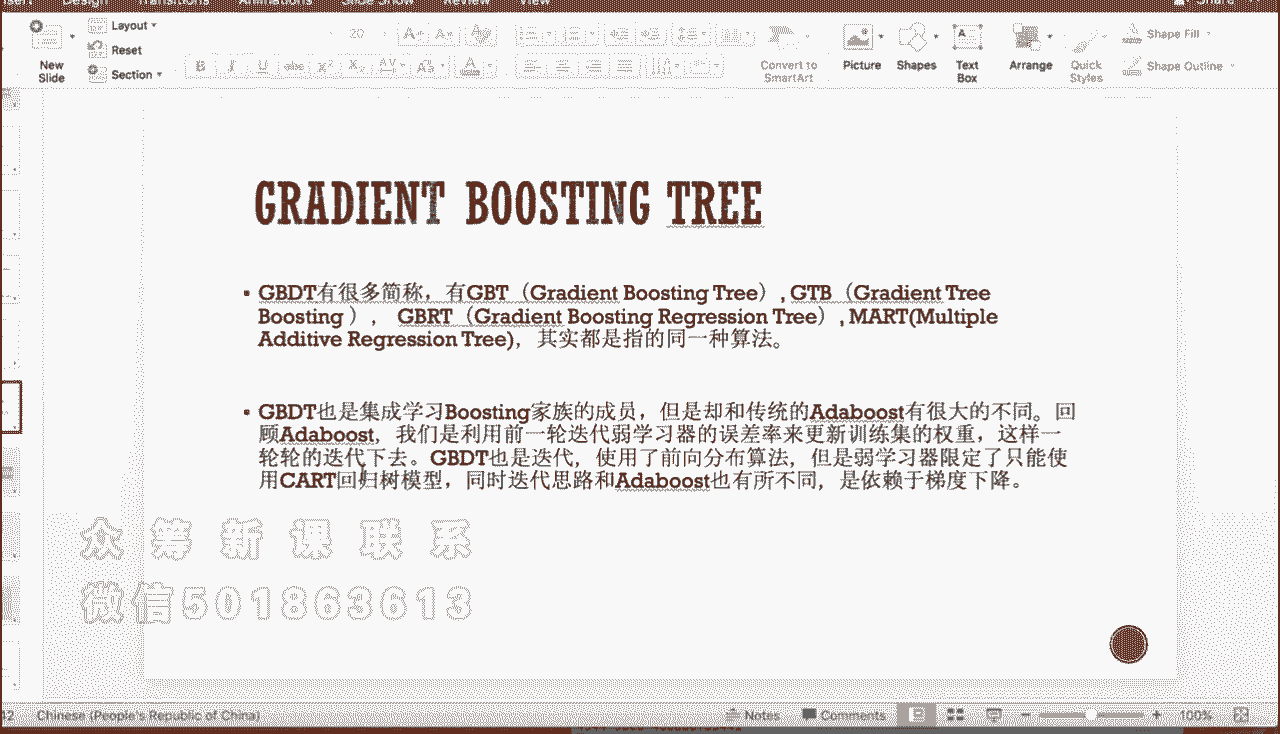 Insert Design Transitions Animations Slide Show Review View Share
Layout
Reset
Section
New
Slide
20
Convert to
SmartArt
Picture
Shapes
Text
Box
Arrange
Quick
Styles
Shape Fill
Shape Outline
GRADIENT BOOSTING TREE
▪ GBDT有很多简称，有GBT（Gradient Boosting Tree）, GTB（Gradient Tree
Boosting ）， GBRT（Gradient Boosting Regression Tree）, MART(Multiple
Additive Regression Tree)，其实都是指的同一种算法。
▪ GBDT也是集成学习Boosting家族的成员，但是却和传统的Adaboost有很大的不同。回
顾Adaboost，我们是利用前一轮迭代弱学习器的误差率来更新训练集的权重，这样一
轮轮的迭代下去。GBDT也是迭代，使用了前向分布算法，但是弱学习器限定了只能使
用CART回归树模型，同时迭代思路和Adaboost也有所不同，是依赖于梯度下降。
众筹新课联系
微信501863613
42 Chinese (People's Republic of China) Notes Comments 100%